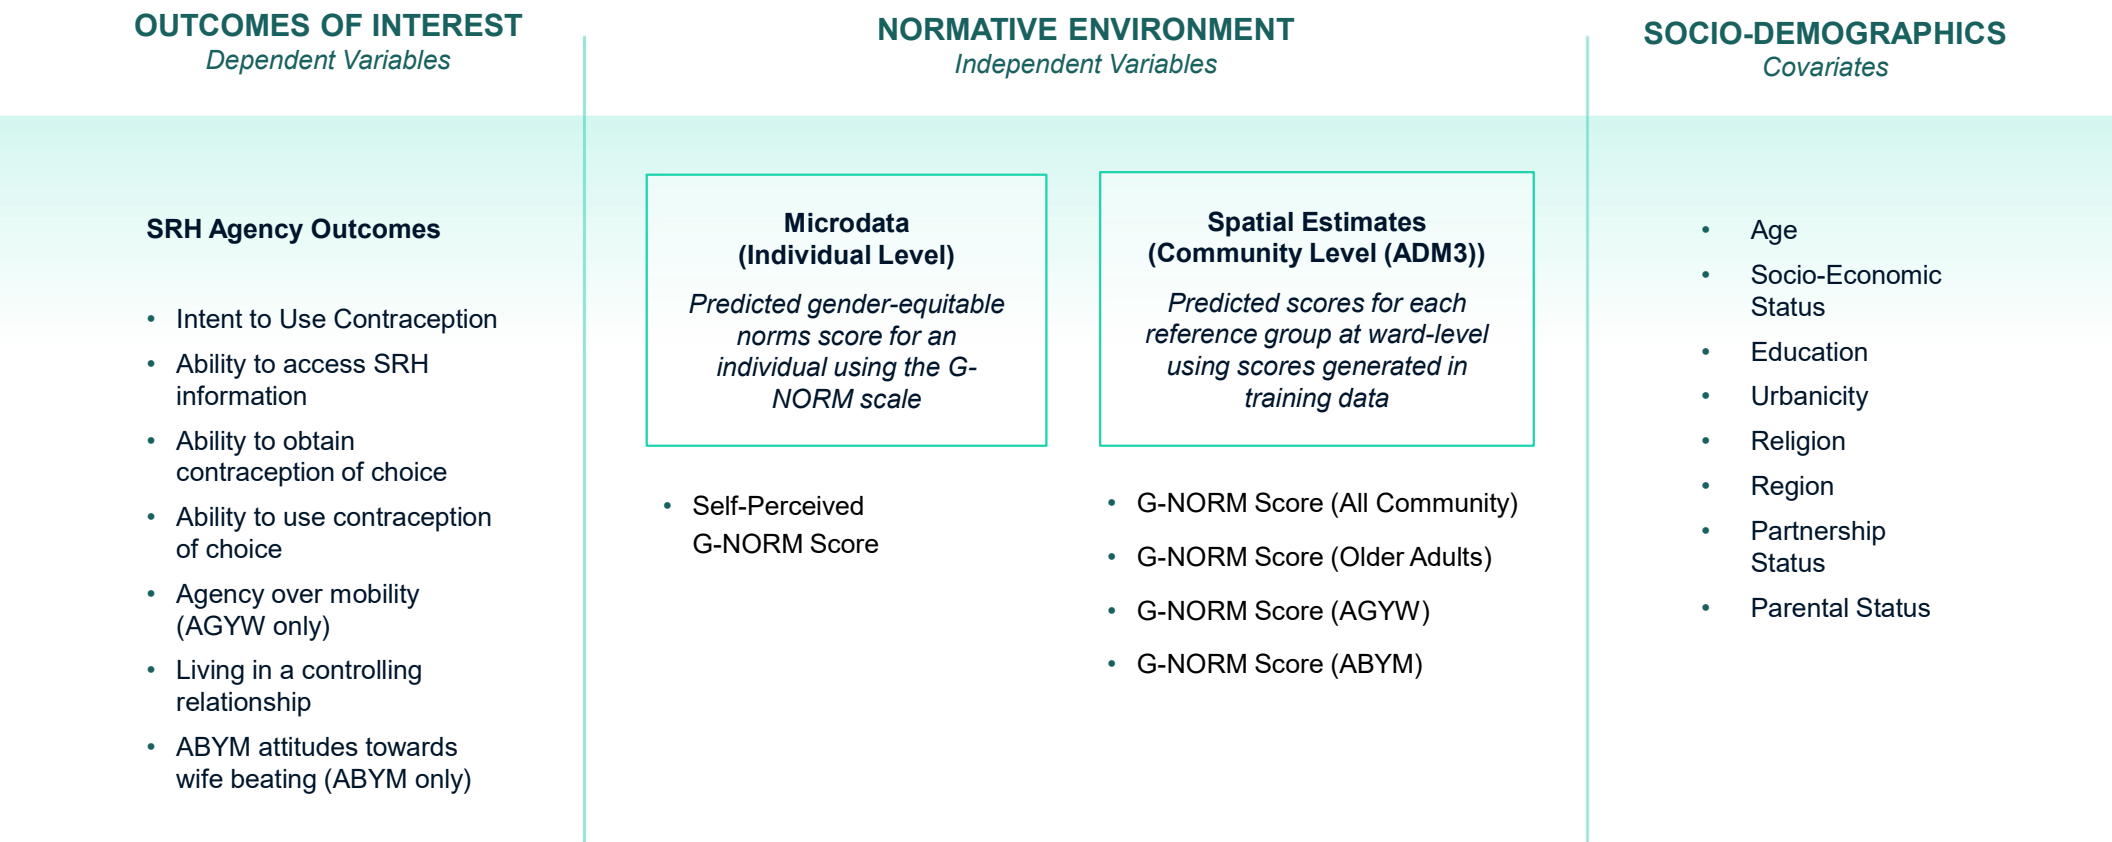 OUTCOMES OF INTEREST
Dependent Variables
SRH Agency Outcomes
• Intent to Use Contraception
• Ability to access SRH
information
• Ability to obtain
contraception of choice
• Ability to use contraception
of choice
• Agency over mobility
(AGYW only)
• Living in a controlling
relationship
• ABYM attitudes towards
wife beating (ABYM only)
NORMATIVE ENVIRONMENT
Independent Variables
Microdata
(Individual Level)
Predicted gender-equitable
norms score for an
individual using the G-
NORM scale
• Self-Perceived
G-NORM Score
Spatial Estimates
(Community Level (ADM3))
Predicted scores for each
reference group at ward-level
using scores generated in
training data
• G-NORM Score (All Community)
• G-NORM Score (Older Adults)
• G-NORM Score (AGYW)
• G-NORM Score (ABYM)
SOCIO-DEMOGRAPHICS
Covariates
• Age
• Socio-Economic
Status
• Education
• Urbanicity
• Religion
• Region
• Partnership
Status
• Parental Status